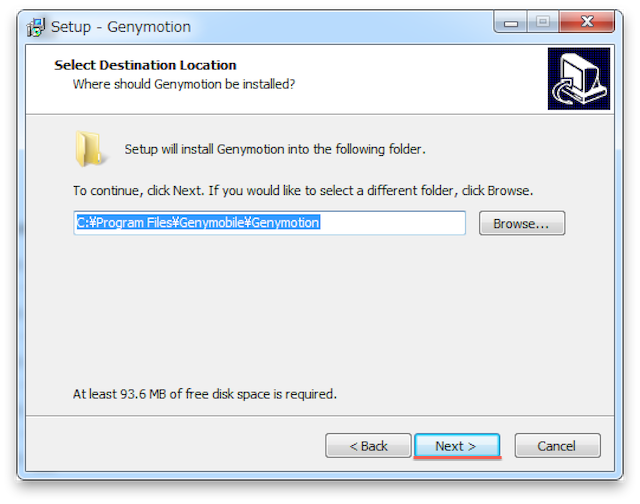 Setup - Genymotion
Select Destination Location
Where should Genymotion be installed?
Setup will install Genymotion into the following folder.
To continue, click Next. If you would like to select a different folder, click Browse.
C:¥Program Files¥Genymobile¥Genymotion
Browse...
At least 93.6 MB of free disk space is required.
< Back
Next >
Cancel